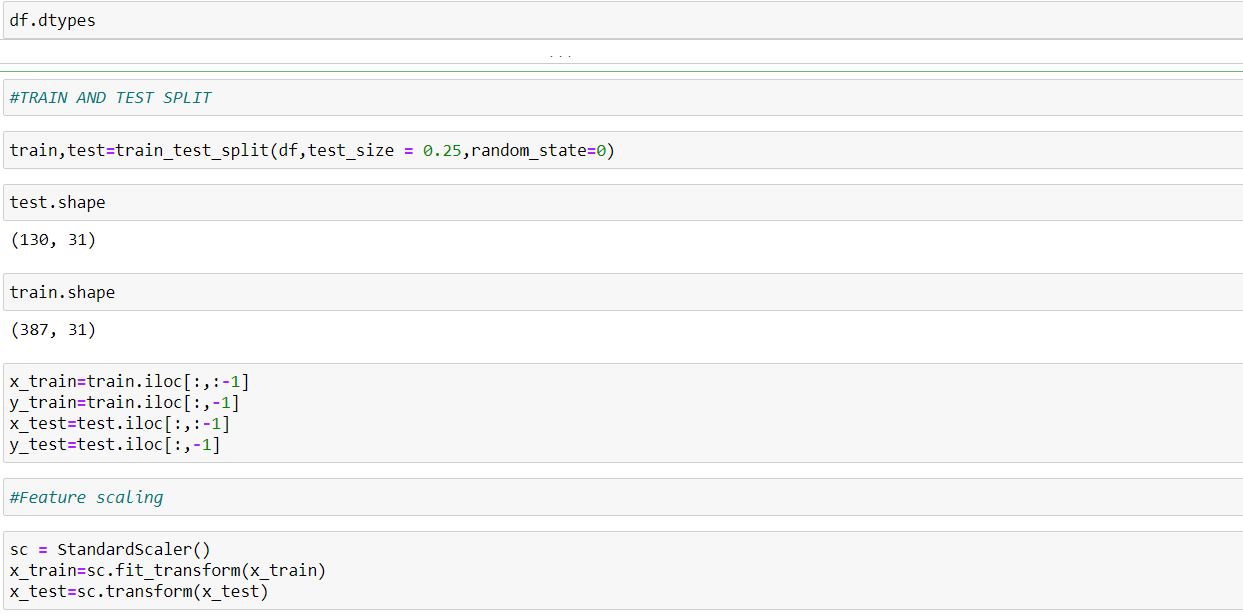 df.dtypes
...
#TRAIN AND TEST SPLIT
train,test=train_test_split(df,test_size = 0.25,random_state=0)
test.shape
(130, 31)
train.shape
(387, 31)
x_train=train.iloc[:,:-1]
y_train=train.iloc[:,-1]
x_test=test.iloc[:,:-1]
y_test=test.iloc[:,-1]
#Feature scaling
sc = StandardScaler()
x_train=sc.fit_transform(x_train)
x_test=sc.transform(x_test)